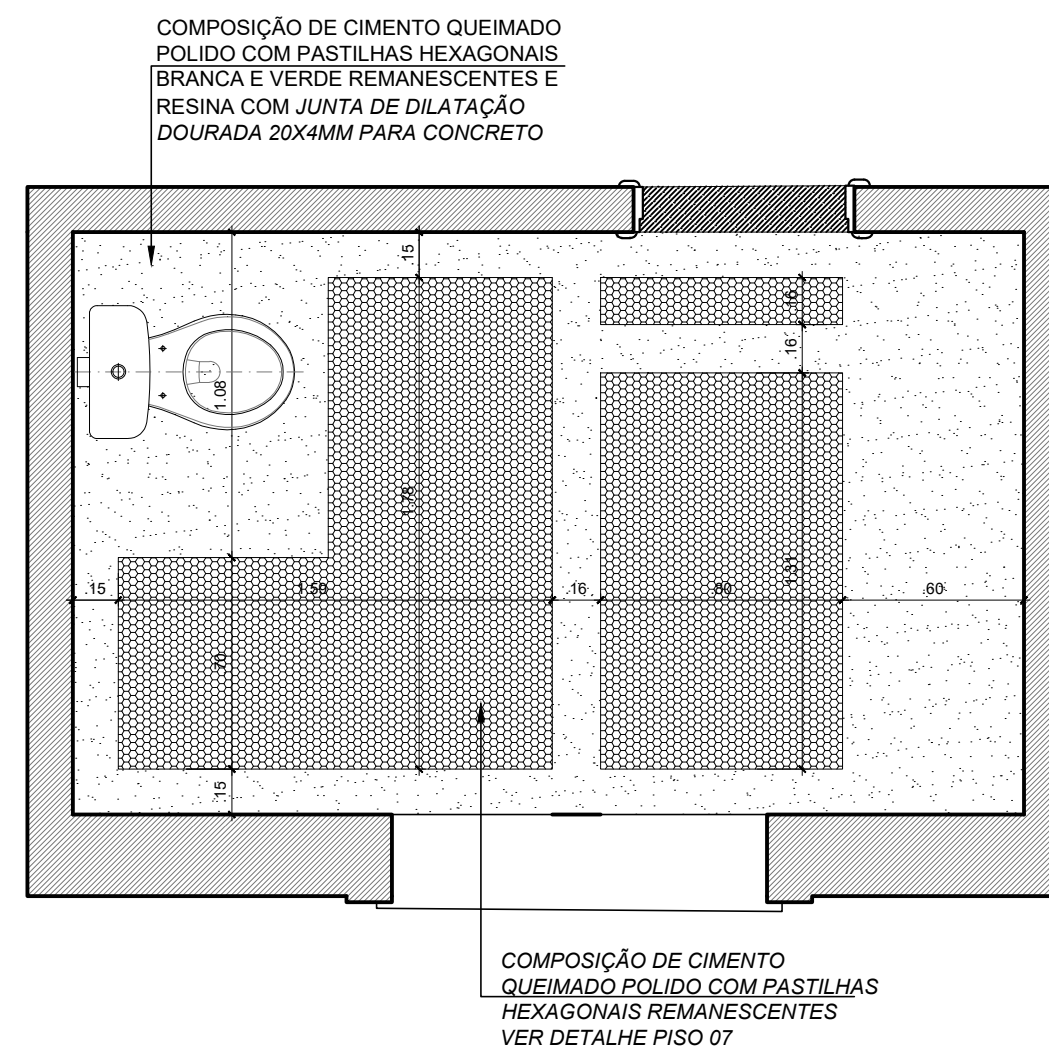 COMPOSIÇÃO DE CIMENTO QUEIMADO
POLIDO COM PASTILHAS HEXAGONAIS
BRANCA E VERDE REMANESCENTES E
RESINA COM JUNTA DE DILATAÇÃO
DOURADA 20X4MM PARA CONCRETO
15
16
16
1.08
1.78
1.31
.15
1.59
16
.80
.60
.70
15
COMPOSIÇÃO DE CIMENTO
QUEIMADO POLIDO COM PASTILHAS
HEXAGONAIS REMANESCENTES
VER DETALHE PISO 07